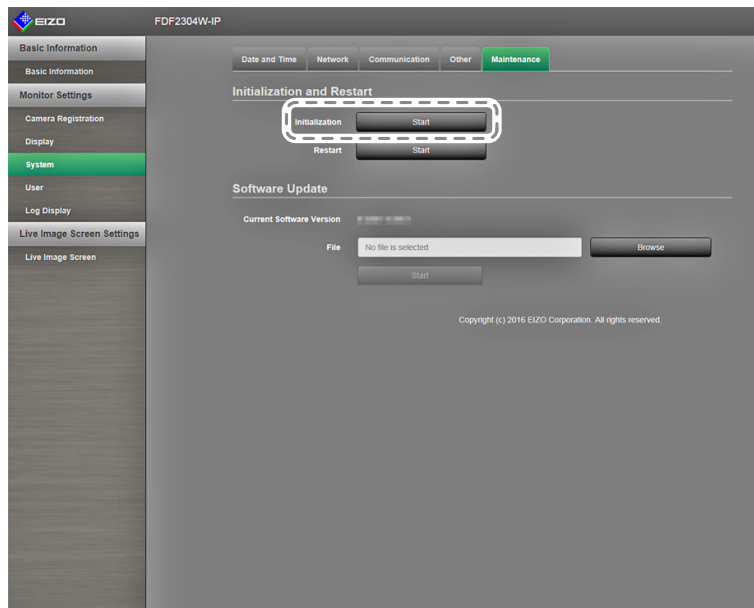 EIZO
FDF2304W-IP
Basic Information
Basic Information
Monitor Settings
Camera Registration
Display
System
User
Log Display
Live Image Screen Settings
Live Image Screen
Date and Time Network Communication Other Maintenance
Initialization and Restart
Initialization Start
Restart Start
Software Update
Current Software Version
File No file is selected Browse
Start
Copyright (c) 2016 EIZO Corporation. All rights reserved.